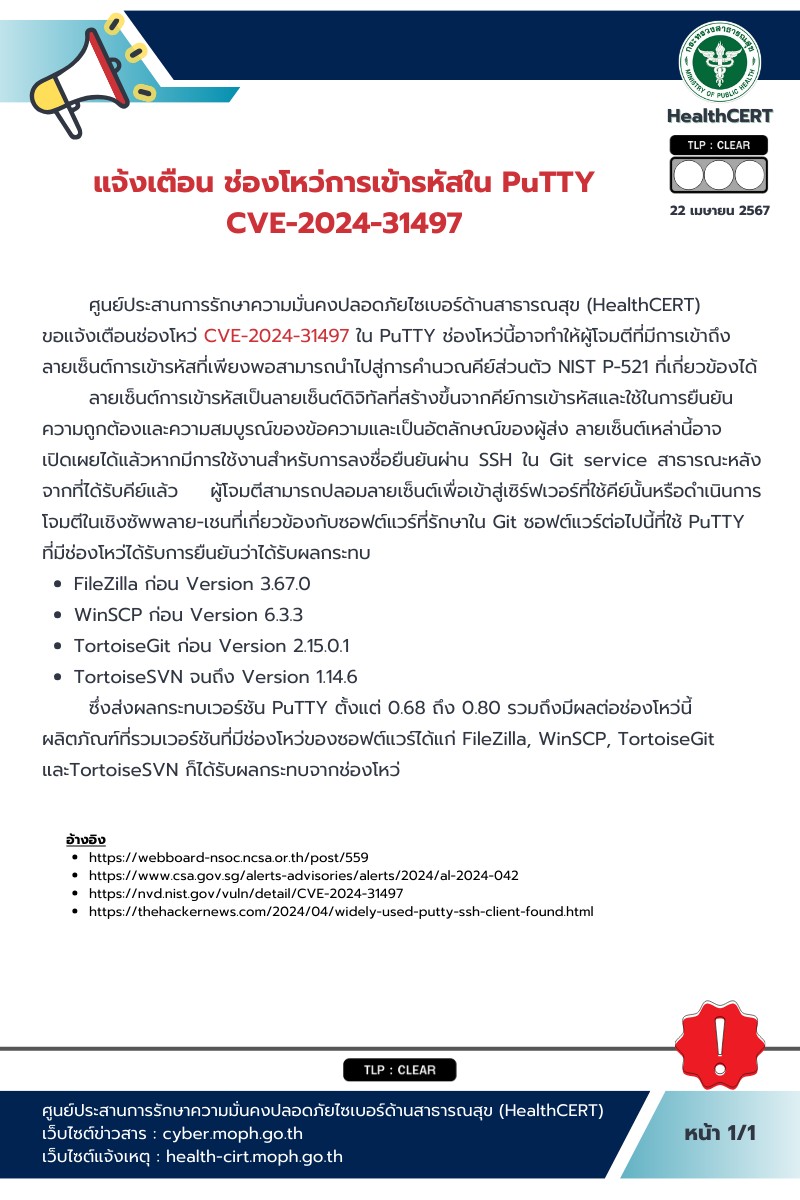 กระทรวงสาธารณสุข
MINISTRY OF PUBLIC HEALTH
HealthCERT
TLP : CLEAR
22 เมษายน 2567
แจ้งเตือน ช่องโหว่การเข้ารหัสใน PuTTY
CVE-2024-31497
ศูนย์ประสานการรักษาความมั่นคงปลอดภัยไซเบอร์ด้านสาธารณสุข (HealthCERT)
ขอแจ้งเตือนช่องโหว่ CVE-2024-31497 ใน PuTTY ช่องโหว่นี้อาจทำให้ผู้โจมตีที่มีการเข้าถึง
ลายเซ็นต์การเข้ารหัสที่เพียงพอสามารถนำไปสู่การคำนวณคีย์ส่วนตัว NIST P-521 ที่เกี่ยวข้องได้
ลายเซ็นต์การเข้ารหัสเป็นลายเซ็นต์ดิจิทัลที่สร้างขึ้นจากคีย์การเข้ารหัสและใช้ในการยืนยัน
ความถูกต้องและความสมบูรณ์ของข้อความและเป็นอัตลักษณ์ของผู้ส่ง ลายเซ็นต์เหล่านี้อาจ
เปิดเผยได้แล้วหากมีการใช้งานสำหรับการลงชื่อยืนยันผ่าน SSH ใน Git service สาธารณะหลัง
จากที่ได้รับคีย์แล้ว ผู้โจมตีสามารถปลอมลายเซ็นต์เพื่อเข้าสู่เซิร์ฟเวอร์ที่ใช้คีย์นั้นหรือดำเนินการ
โจมตีในเชิงซัพพลาย-เชนที่เกี่ยวข้องกับซอฟต์แวร์ที่รักษาใน Git ซอฟต์แวร์ต่อไปนี้ที่ใช้ PuTTY
ที่มีช่องโหว่ได้รับการยืนยันว่าได้รับผลกระทบ
• FileZilla ก่อน Version 3.67.0
• WinSCP ก่อน Version 6.3.3
• TortoiseGit ก่อน Version 2.15.0.1
• TortoiseSVN จนถึง Version 1.14.6
ซึ่งส่งผลกระทบเวอร์ชัน PuTTY ตั้งแต่ 0.68 ถึง 0.80 รวมถึงมีผลต่อช่องโหว่นี้
ผลิตภัณฑ์ที่รวมเวอร์ชันที่มีช่องโหว่ของซอฟต์แวร์ได้แก่ FileZilla, WinSCP, TortoiseGit
และTortoiseSVN ก็ได้รับผลกระทบจากช่องโหว่
อ้างอิง
• https://webboard-nsoc.ncsa.or.th/post/559
• https://www.csa.gov.sg/alerts-advisories/alerts/2024/al-2024-042
• https://nvd.nist.gov/vuln/detail/CVE-2024-31497
• https://thehackernews.com/2024/04/widely-used-putty-ssh-client-found.html
TLP : CLEAR
ศูนย์ประสานการรักษาความมั่นคงปลอดภัยไซเบอร์ด้านสาธารณสุข (HealthCERT)
เว็บไซต์ข่าวสาร : cyber.moph.go.th
เว็บไซต์แจ้งเหตุ : health-cirt.moph.go.th
หน้า 1/1